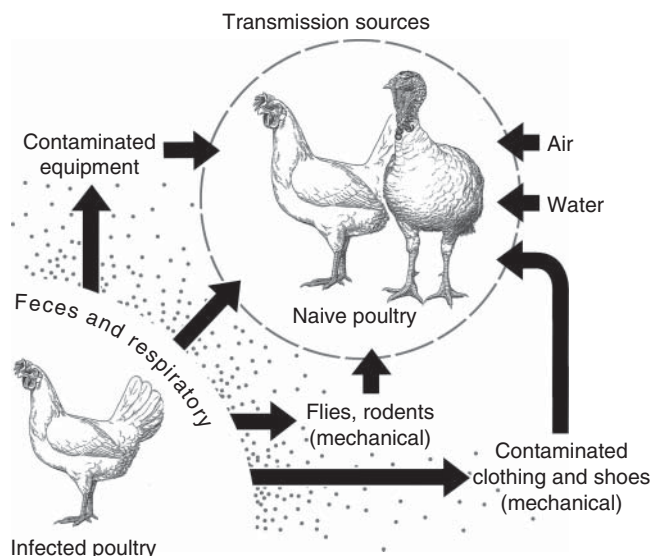 Transmission sources
Contaminated
equipment
Air
Water
Feces and respiratory
Naive poultry
Flies, rodents
(mechanical)
Contaminated
clothing and shoes
(mechanical)
Infected poultry